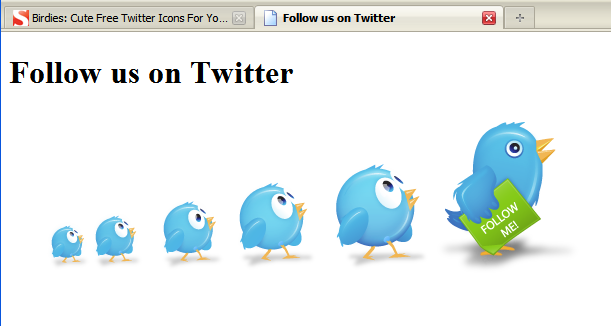 Birdies: Cute Free Twitter Icons For Yo...
Follow us on Twitter
Follow us on Twitter
FOLLOW
ME!